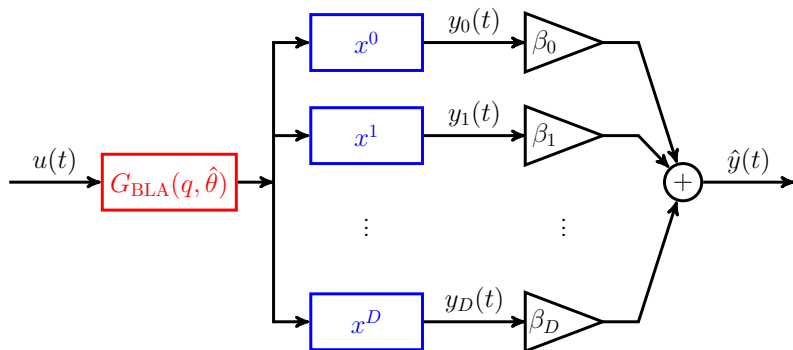 x^0 y_0(t) β_0
u(t) G_BLA(q, θ̂) x^1 y_1(t) β_1 + ŷ(t)
⋮ ⋮
x^D y_D(t) β_D